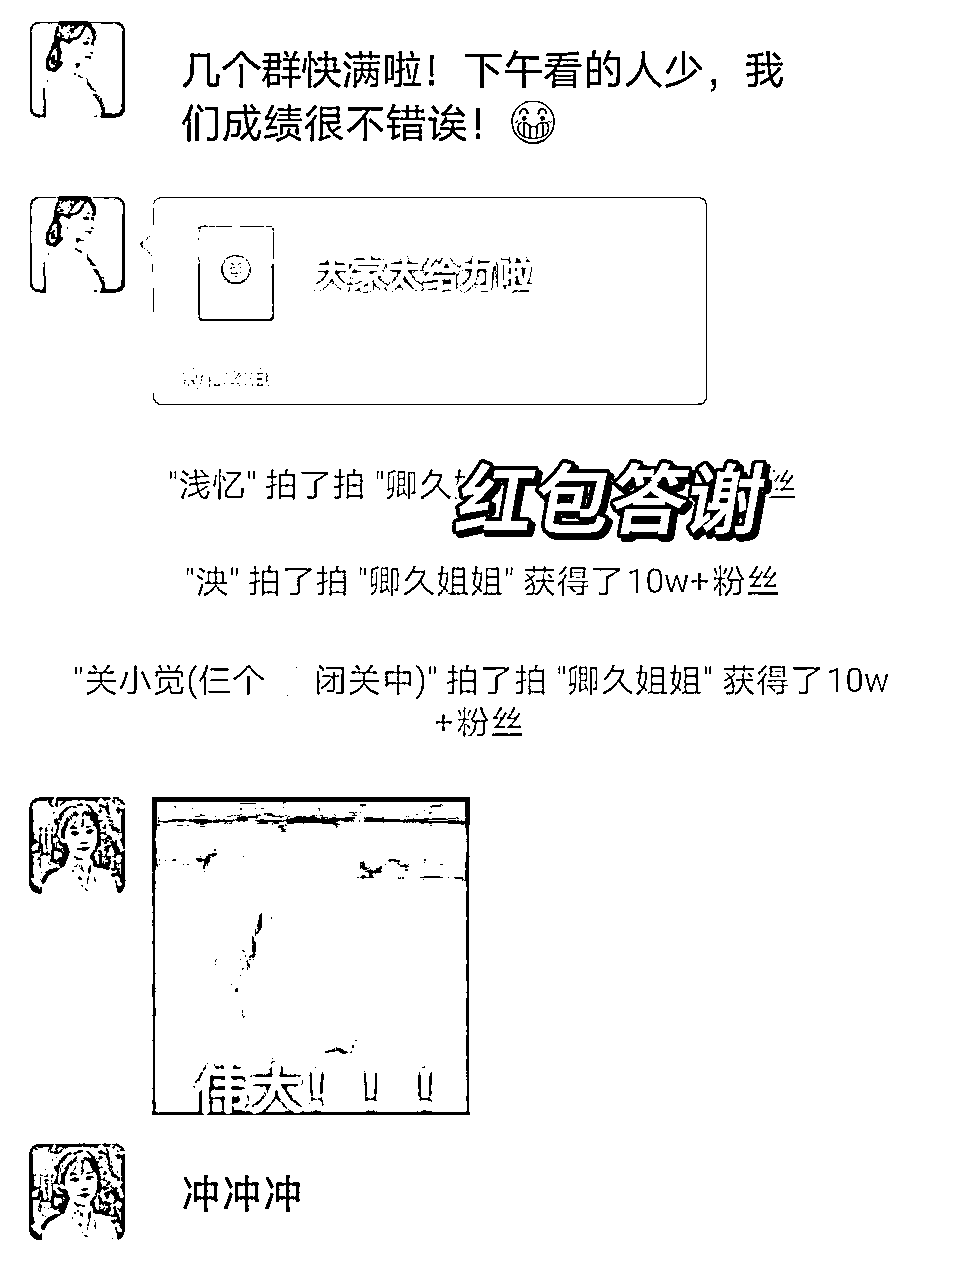 几个群快满啦！下午看的人少，我
们成绩很不错诶！
大家太给力啦
"浅忆" 拍了拍 "卿久
丝
红包答谢
"泱" 拍了拍 "卿久姐姐" 获得了10w+粉丝
"关小觉(仨个 闭关中)" 拍了拍 "卿久姐姐" 获得了10w
+粉丝
伟大！！！
冲冲冲